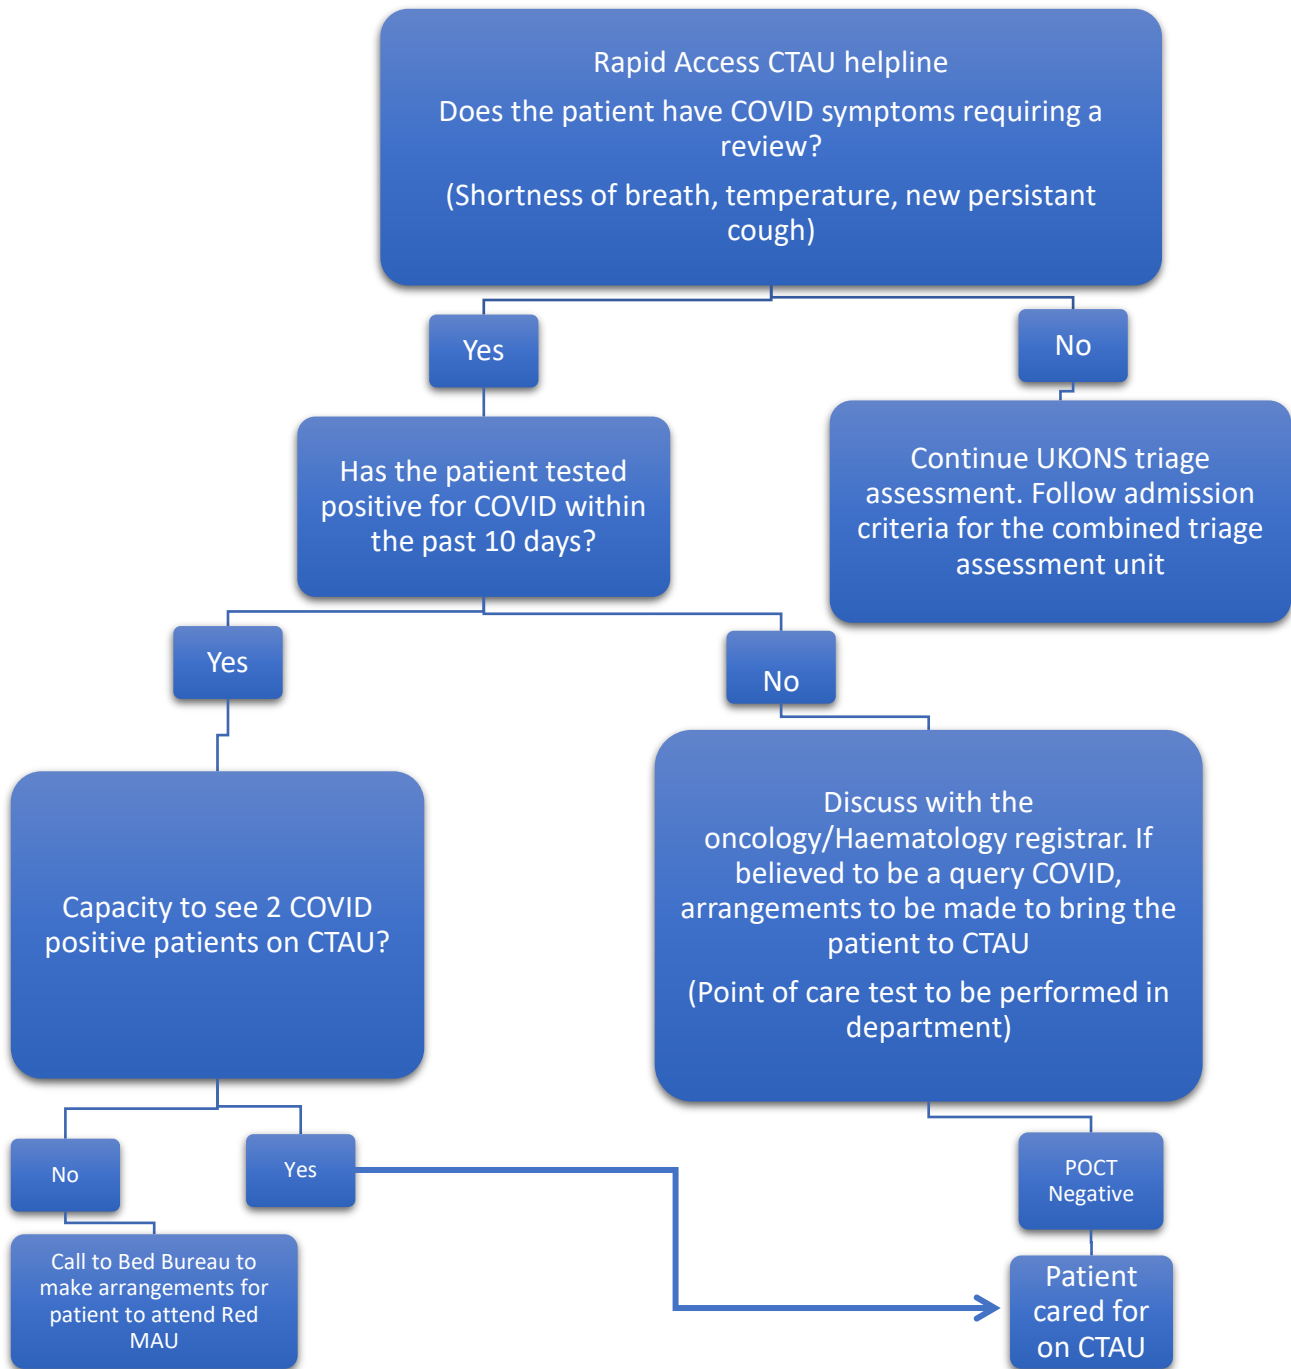 Rapid Access CTAU helpline
Does the patient have COVID symptoms requiring a
review?
(Shortness of breath, temperature, new persistant
cough)
Yes
No
Has the patient tested
positive for COVID within
the past 10 days?
Continue UKONS triage
assessment. Follow admission
criteria for the combined triage
assessment unit
Yes
No
Capacity to see 2 COVID
positive patients on CTAU?
Discuss with the
oncology/Haematology registrar. If
believed to be a query COVID,
arrangements to be made to bring the
patient to CTAU
(Point of care test to be performed in
department)
No
Yes
POCT
Negative
Call to Bed Bureau to
make arrangements for
patient to attend Red
MAU
Patient
cared for
on CTAU